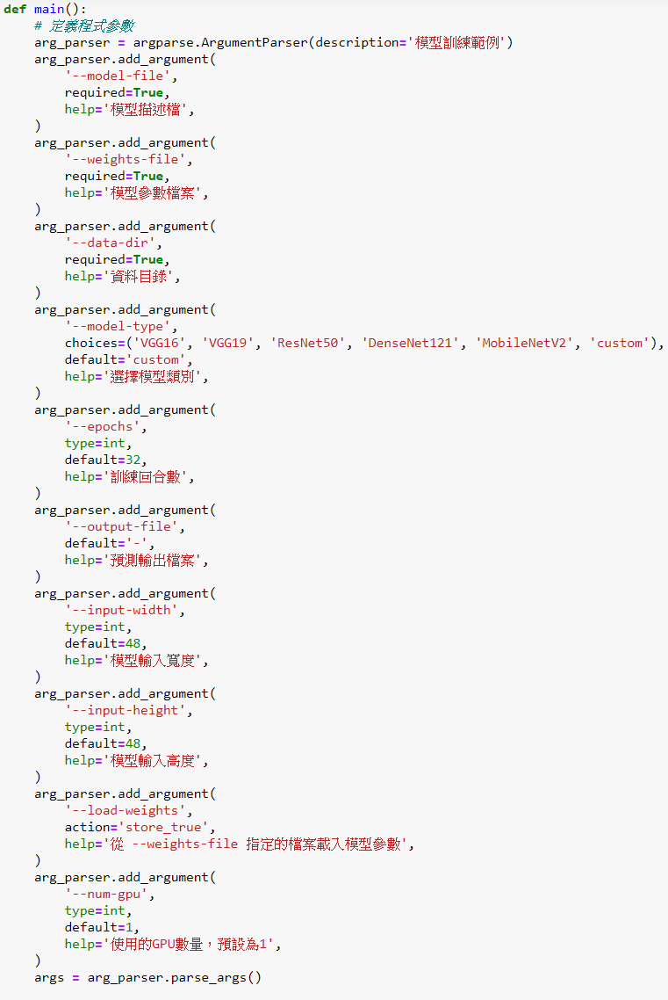 def main():
    # 定義程式參數
    arg_parser = argparse.ArgumentParser(description='模型訓練範例')
    arg_parser.add_argument(
        '--model-file',
        required=True,
        help='模型描述檔',
    )
    arg_parser.add_argument(
        '--weights-file',
        required=True,
        help='模型參數檔案',
    )
    arg_parser.add_argument(
        '--data-dir',
        required=True,
        help='資料目錄',
    )
    arg_parser.add_argument(
        '--model-type',
        choices=('VGG16', 'VGG19', 'ResNet50', 'DenseNet121', 'MobileNetV2', 'custom'),
        default='custom',
        help='選擇模型類別',
    )
    arg_parser.add_argument(
        '--epochs',
        type=int,
        default=32,
        help='訓練回合數',
    )
    arg_parser.add_argument(
        '--output-file',
        default='-',
        help='預測輸出檔案',
    )
    arg_parser.add_argument(
        '--input-width',
        type=int,
        default=48,
        help='模型輸入寬度',
    )
    arg_parser.add_argument(
        '--input-height',
        type=int,
        default=48,
        help='模型輸入高度',
    )
    arg_parser.add_argument(
        '--load-weights',
        action='store_true',
        help='從 --weights-file 指定的檔案載入模型參數',
    )
    arg_parser.add_argument(
        '--num-gpu',
        type=int,
        default=1,
        help='使用的GPU數量，預設為1',
    )
    args = arg_parser.parse_args()